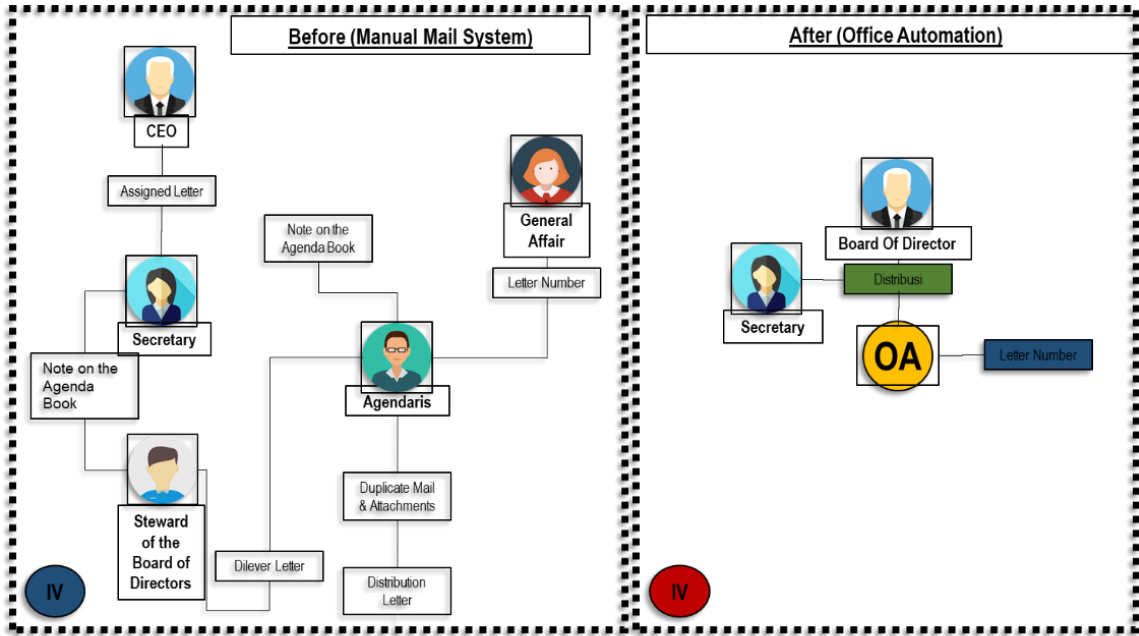 Before (Manual Mail System)
CEO
Assigned Letter
Secretary
Note on the
Agenda
Book
Steward
of the
Board of
Directors
Dilever Letter
Note on the
Agenda Book
General
Affair
Letter Number
Agendaris
Duplicate Mail
& Attachments
Distribution
Letter
IV
After (Office Automation)
Board Of Director
Distribusi
Secretary
OA
Letter Number
IV